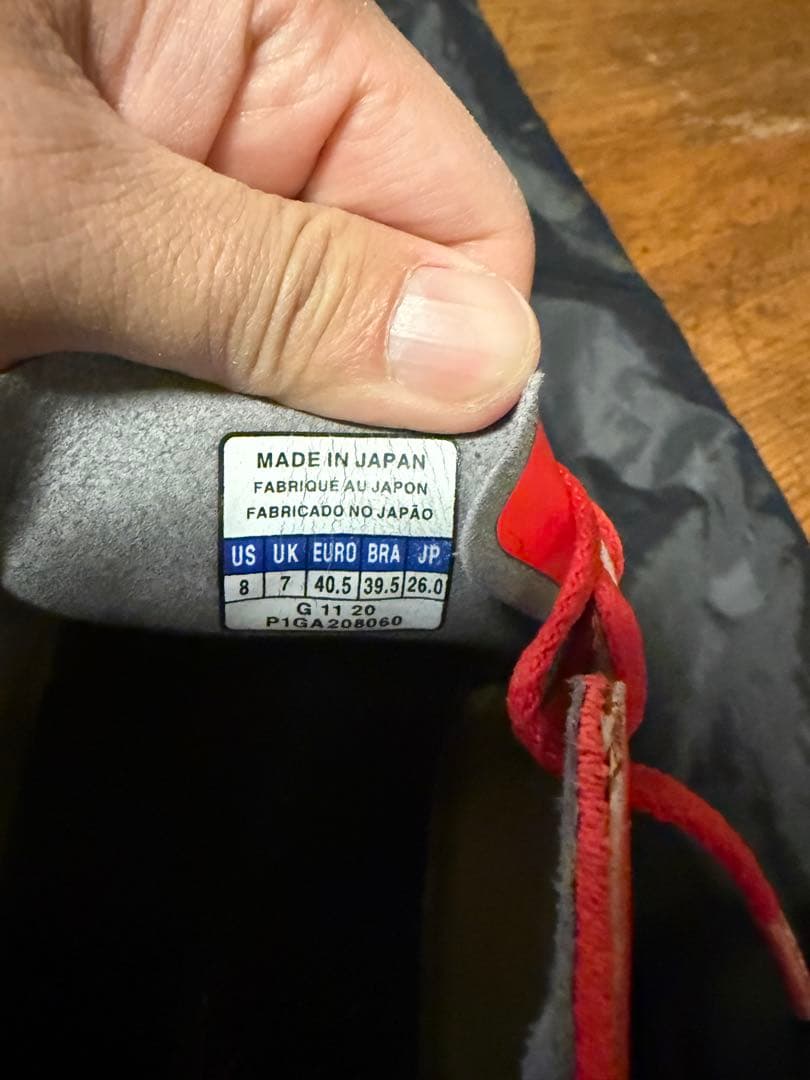 MADE IN JAPAN
FABRIQUÉ AU JAPON
FABRICADO NO JAPÃO
US UK EURO BRA JP
8 7 40.5 39.5 26.0
G 11 20
P1GA208060